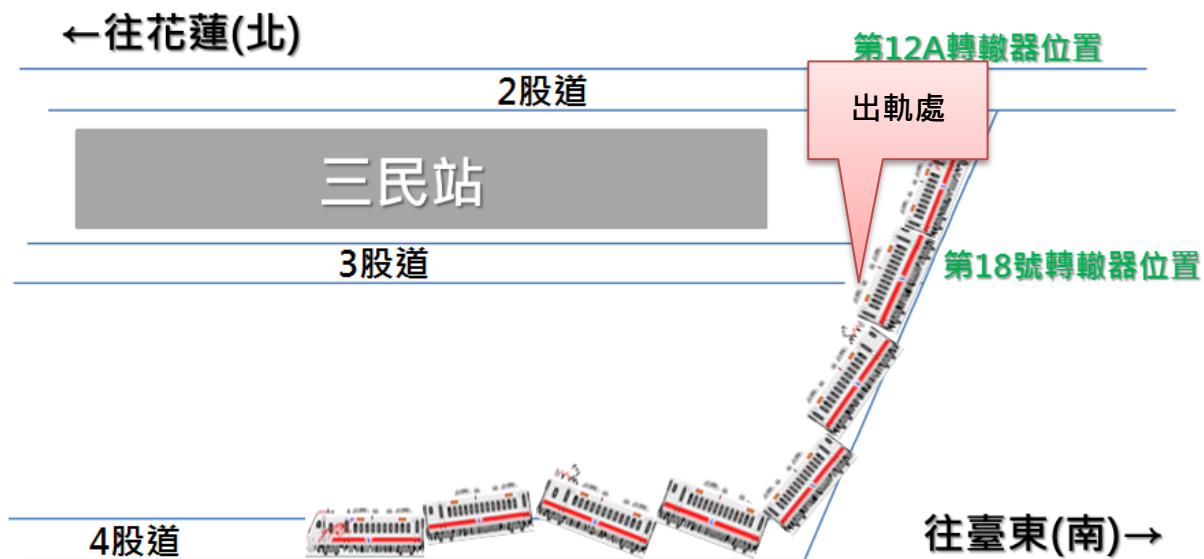 ←往花蓮(北)
第12A轉轍器位置
2股道
出軌處
三民站
3股道
第18號轉轍器位置
4股道
往臺東(南)→